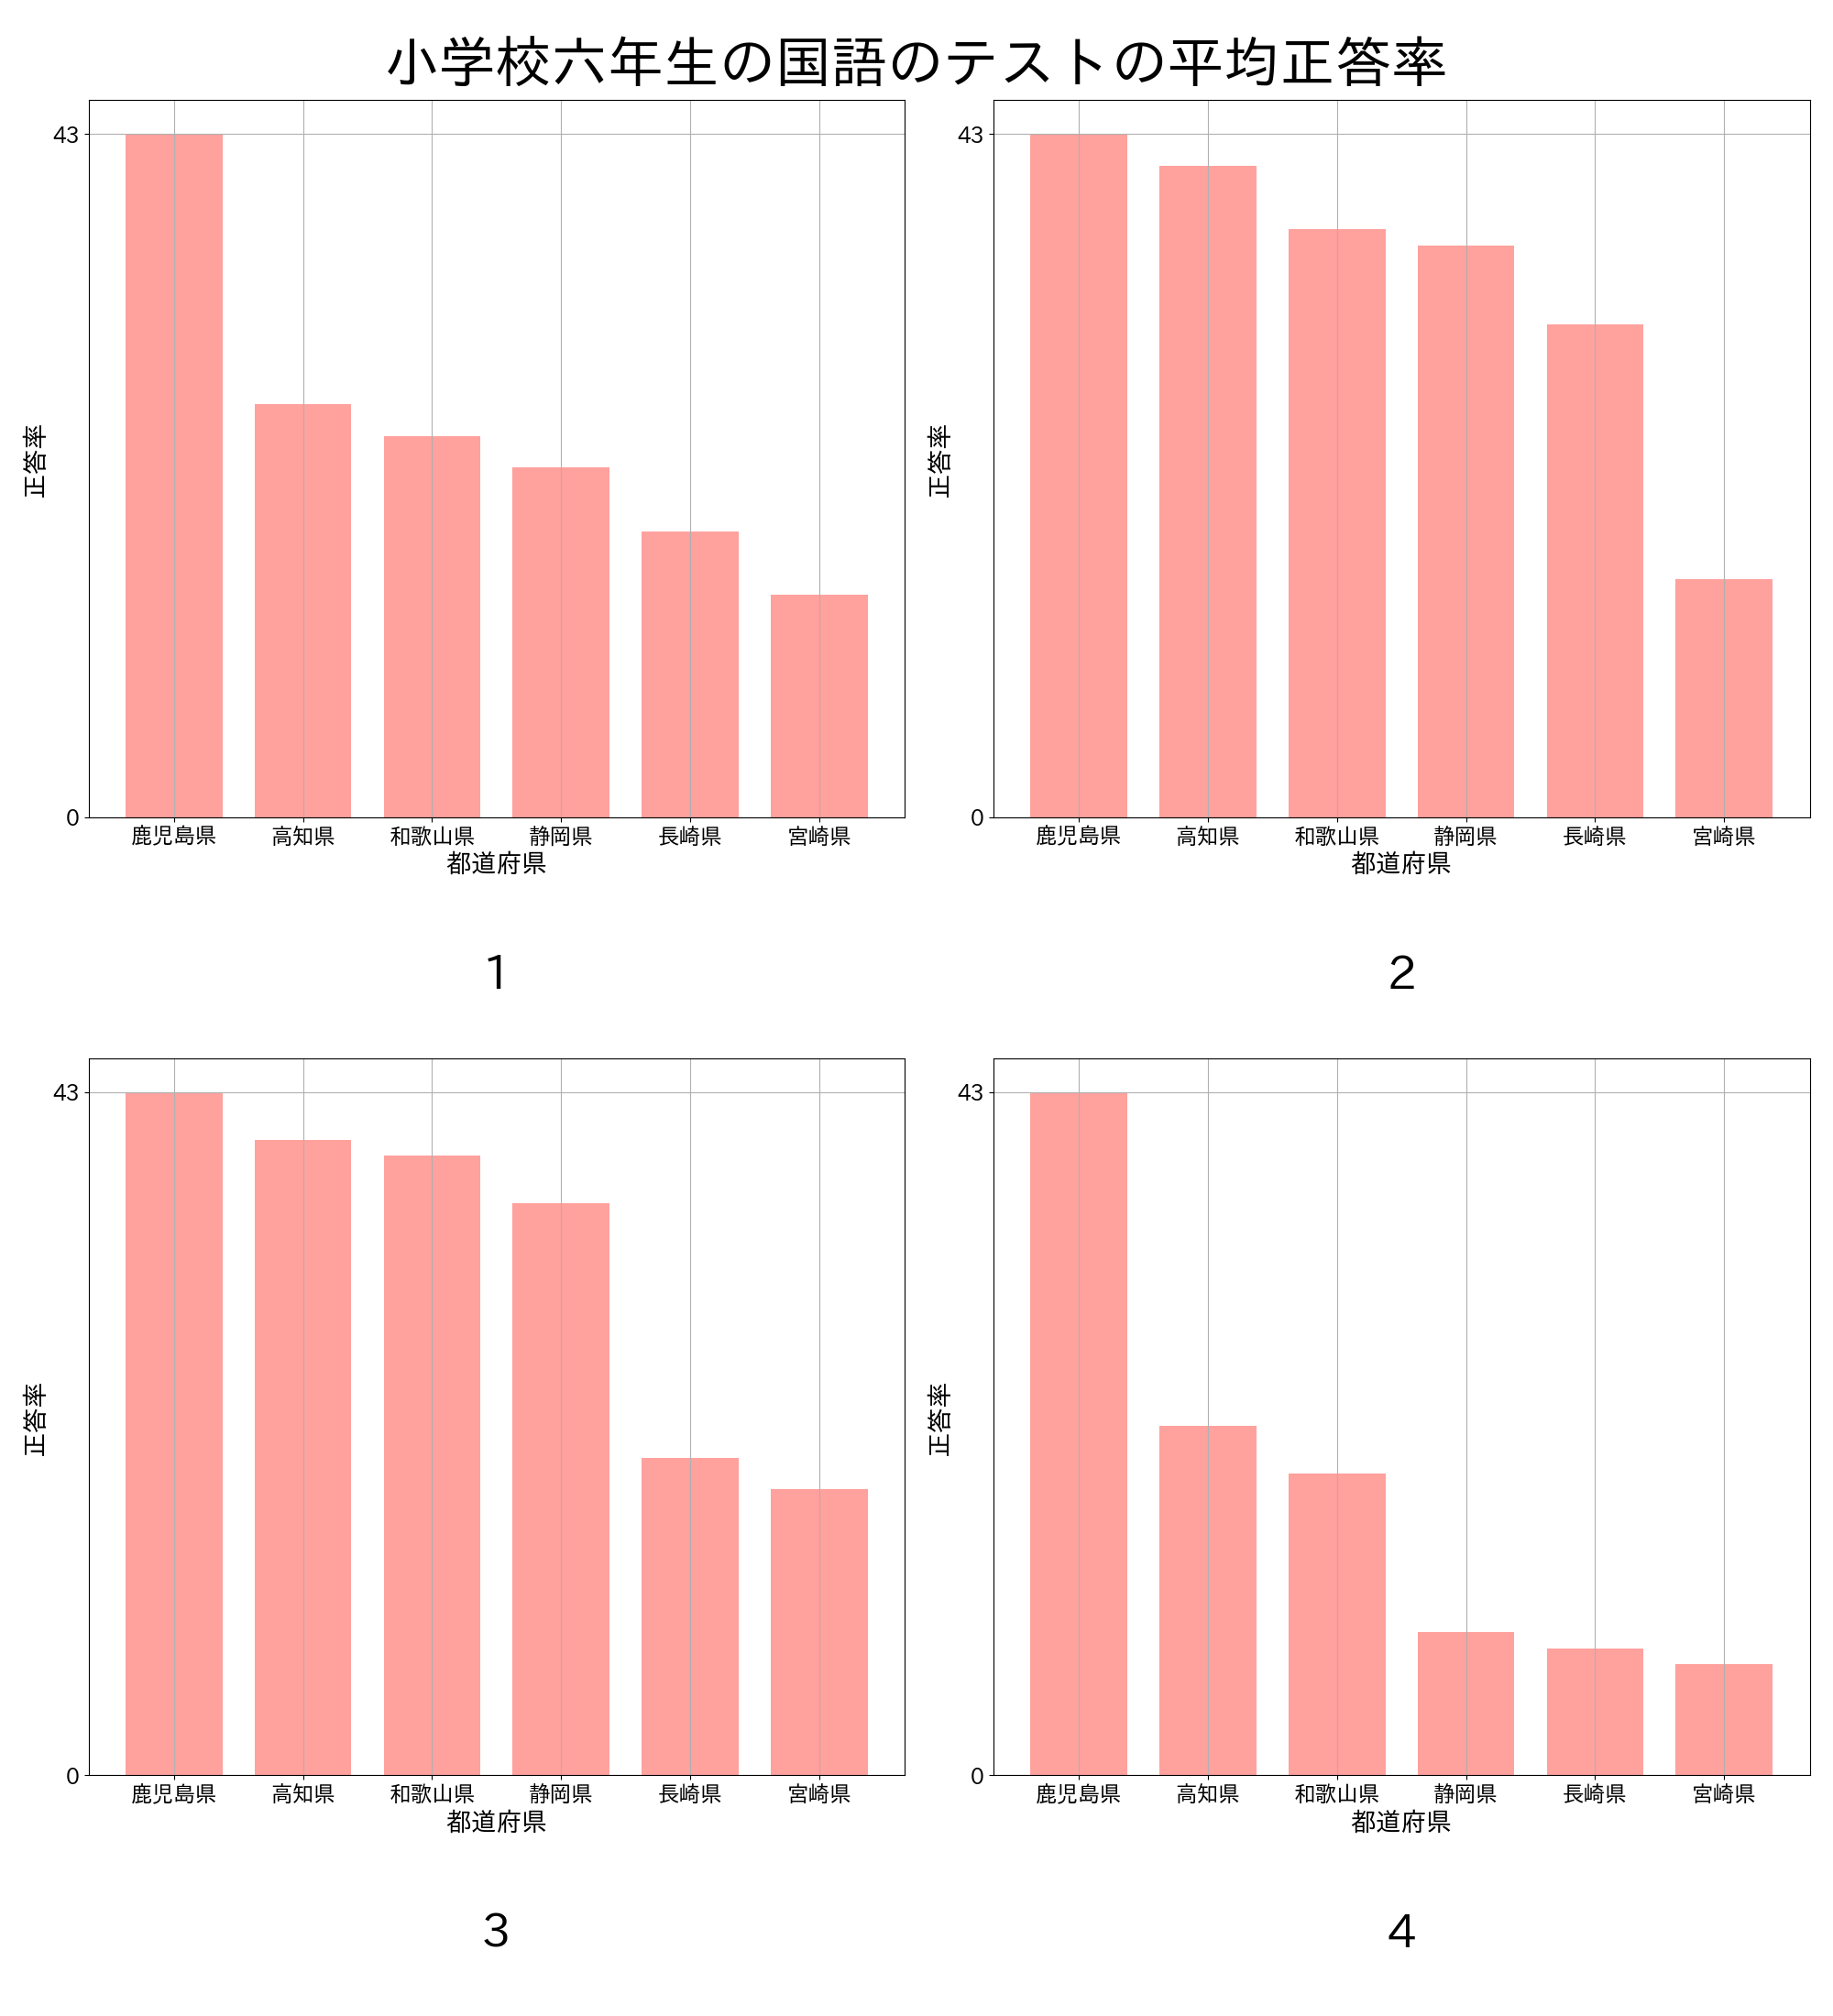 小学校六年生の国語のテストの平均正答率
43
0
正答率
鹿児島県 高知県 和歌山県 静岡県 長崎県 宮崎県
都道府県
1
43
0
正答率
鹿児島県 高知県 和歌山県 静岡県 長崎県 宮崎県
都道府県
2
43
0
正答率
鹿児島県 高知県 和歌山県 静岡県 長崎県 宮崎県
都道府県
3
43
0
正答率
鹿児島県 高知県 和歌山県 静岡県 長崎県 宮崎県
都道府県
4